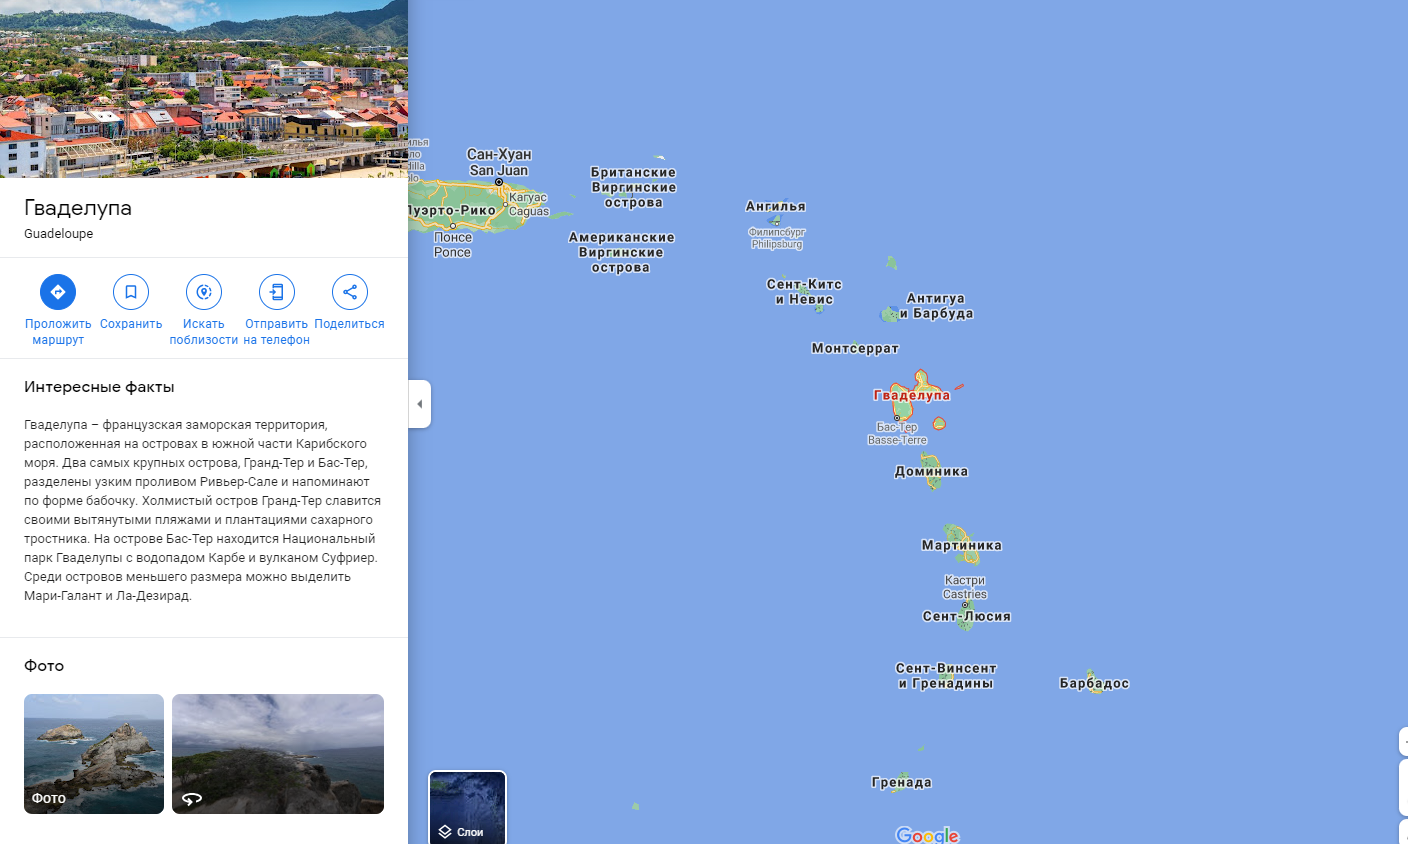 Гваделупа
Guadeloupe
Проложить
маршрут
Сохранить
Искать
поблизости
Отправить
на телефон
Поделиться
Интересные факты
Гваделупа – французская заморская территория,
расположенная на островах в южной части Карибского
моря. Два самых крупных острова, Гранд-Тер и Бас-Тер,
разделены узким проливом Ривьер-Сале и напоминают
по форме бабочку. Холмистый остров Гранд-Тер славится
своими вытянутыми пляжами и плантациями сахарного
тростника. На острове Бас-Тер находится Национальный
парк Гваделупы с водопадом Карбе и вулканом Суфриер.
Среди островов меньшего размера можно выделить
Мари-Галант и Ла-Дезирад.
Фото
Фото
Сан-Хуан
San Juan
Кагуас
Caguas
Пуэрто-Рико
Понсе
Ponce
Британские
Виргинские
острова
Американские
Виргинские
острова
Ангилья
Филипсбург
Philipsburg
Сент-Китс
и Невис
Антигуа
и Барбуда
Монтсеррат
Гваделупа
Бас-Тер
Basse-Terre
Доминика
Мартиника
Кастри
Castries
Сент-Люсия
Сент-Винсент
и Гренадины
Барбадос
Гренада
Слои
Google